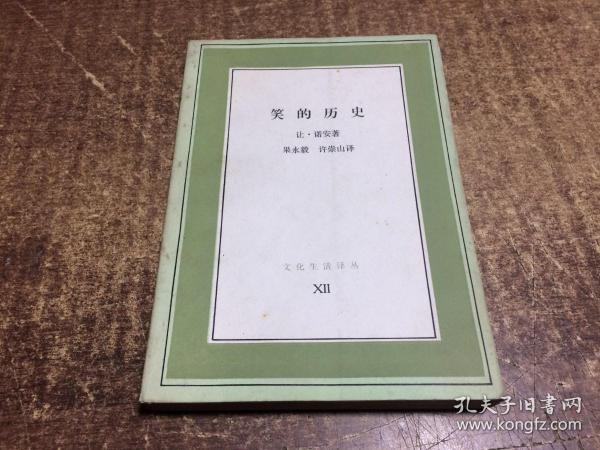 笑的历史
让·诺安著
果永毅 许崇山译
文化生活译丛
XII
孔夫子旧書网
www.kongfz.com